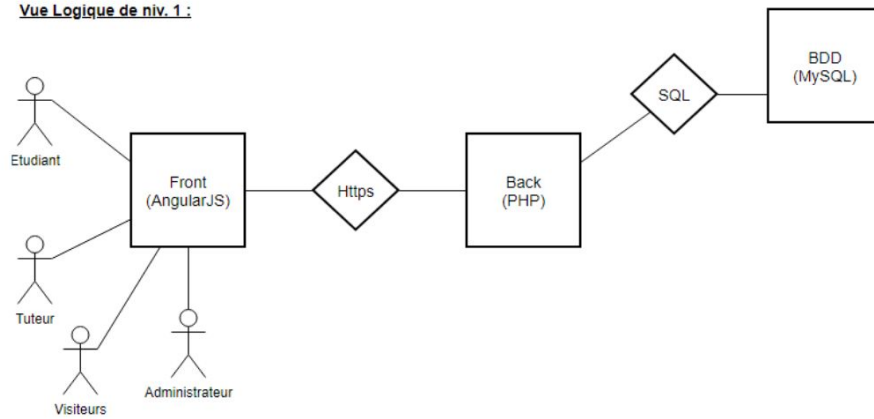 Vue Logique de niv. 1 :
BDD
(MySQL)
SQL
Etudiant
Front
(AngularJS)
Https
Back
(PHP)
Tuteur
Administrateur
Visiteurs